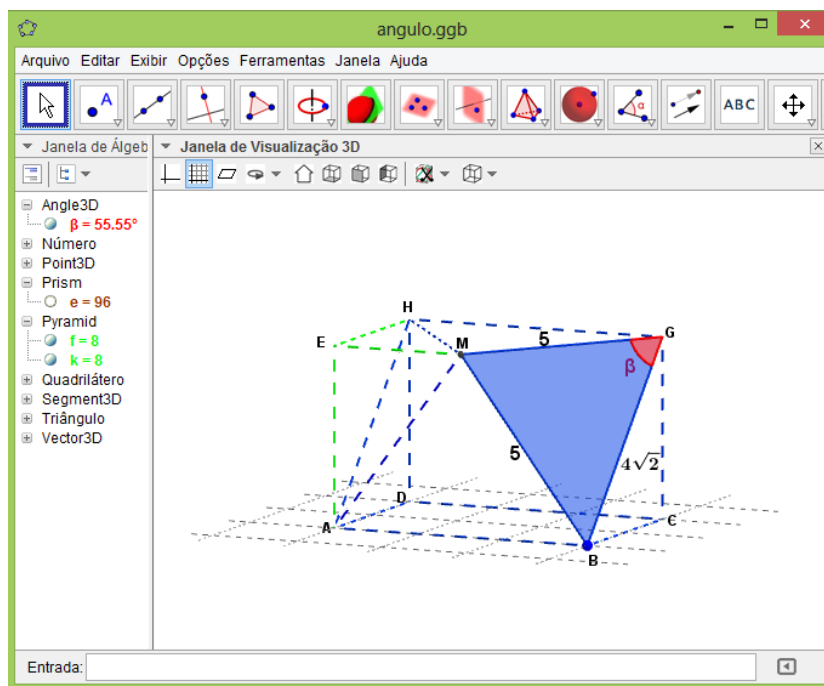 angulo.ggb
Arquivo Editar Exibir Opções Ferramentas Janela Ajuda
A
α
ABC
Janela de Álgeb
Janela de Visualização 3D
Angle3D
β = 55.55°
Número
Point3D
Prism
e = 96
Pyramid
f = 8
k = 8
Quadrilátero
Segment3D
Triângulo
Vector3D
H
E
M
5
G
β
5
4√2
D
A
C
B
Entrada: